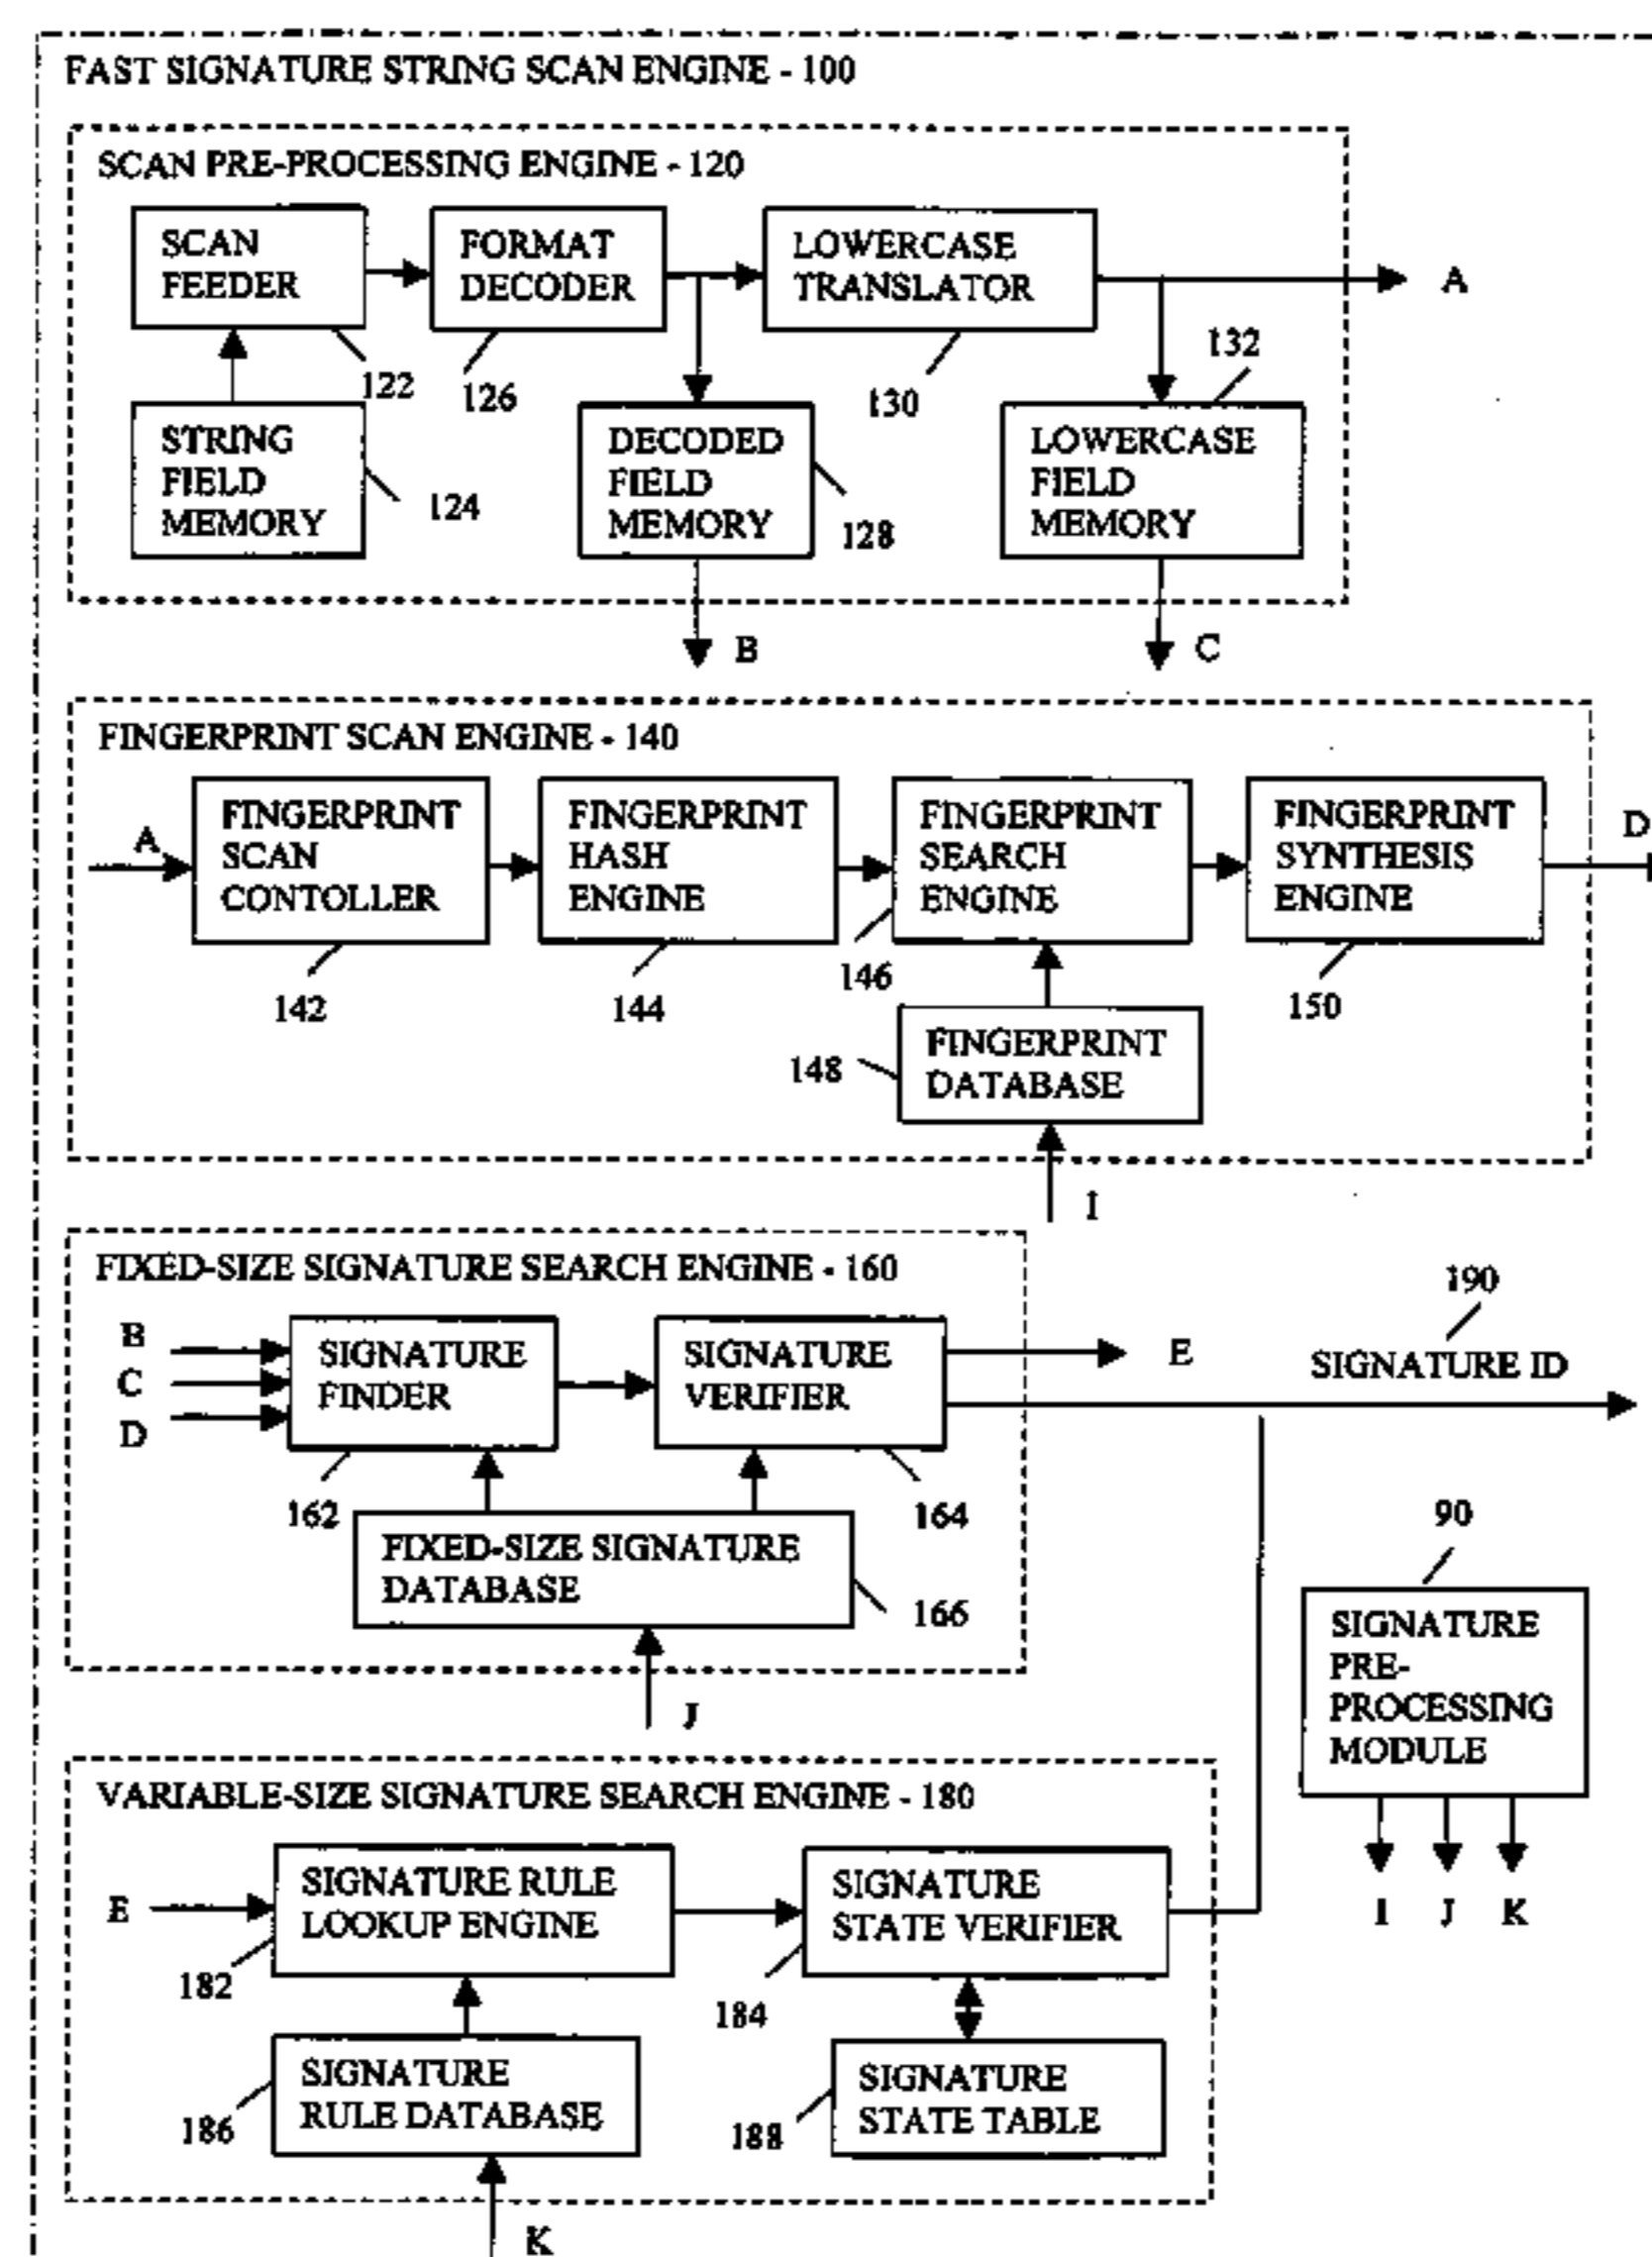 FAST SIGNATURE STRING SCAN ENGINE - 100
SCAN PRE-PROCESSING ENGINE - 120
SCAN
FEEDER
FORMAT
DECODER
LOWERCASE
TRANSLATOR
A
122
126
130
132
STRING
FIELD
MEMORY
124
DECODED
FIELD
MEMORY
128
LOWERCASE
FIELD
MEMORY
B
C
FINGERPRINT SCAN ENGINE - 140
A
FINGERPRINT
SCAN
CONTOLLER
FINGERPRINT
HASH
ENGINE
FINGERPRINT
SEARCH
ENGINE
FINGERPRINT
SYNTHESIS
ENGINE
D
142
144
146
150
148
FINGERPRINT
DATABASE
I
FIXED-SIZE SIGNATURE SEARCH ENGINE - 160
B
C
D
SIGNATURE
FINDER
SIGNATURE
VERIFIER
E
190
SIGNATURE ID
162
164
FIXED-SIZE SIGNATURE
DATABASE
166
J
90
SIGNATURE
PRE-
PROCESSING
MODULE
I J K
VARIABLE-SIZE SIGNATURE SEARCH ENGINE - 180
E
SIGNATURE RULE
LOOKUP ENGINE
SIGNATURE
STATE VERIFIER
182
184
SIGNATURE
RULE DATABASE
186
SIGNATURE
STATE TABLE
188
K